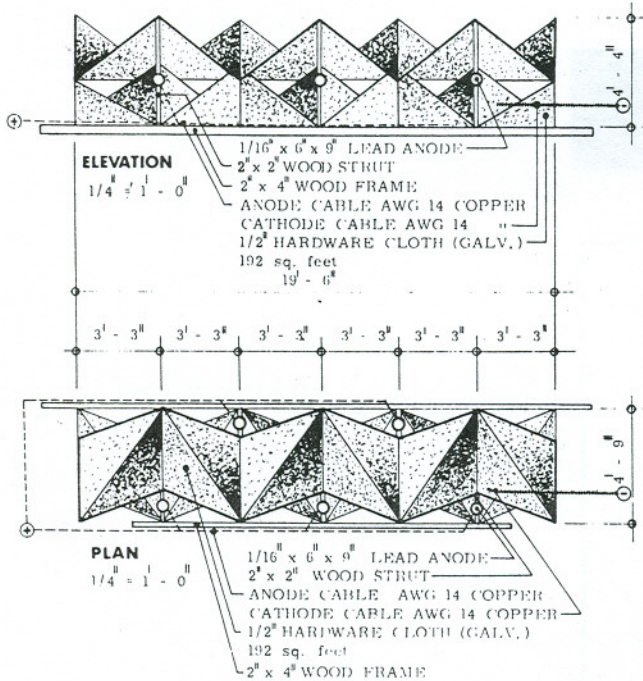 4' - 4"
ELEVATION
1/4" = 1' - 0"
1/16" x 6" x 9" LEAD ANODE
2" x 2" WOOD STRUT
2" x 4" WOOD FRAME
ANODE CABLE AWG 14 COPPER
CATHODE CABLE AWG 14 "
1/2" HARDWARE CLOTH (GALV.)
192 sq. feet
19' - 6"
3' - 3" 3' - 3" 3' - 3" 3' - 3" 3' - 3" 3' - 3"
4' - 9"
PLAN
1/4" = 1' - 0"
1/16" x 6" x 9" LEAD ANODE
2" x 2" WOOD STRUT
ANODE CABLE AWG 14 COPPER
CATHODE CABLE AWG 14 COPPER
1/2" HARDWARE CLOTH (GALV.)
192 sq. feet
2" x 4" WOOD FRAME